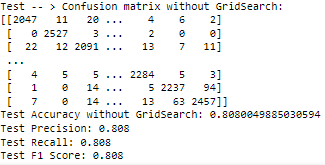 Test -- > Confusion matrix without GridSearch:
[[2047 11 20 ... 4 6 2]
[ 0 2527 3 ... 2 0 0]
[ 22 12 2091 ... 13 7 11]
...
[ 4 5 5 ... 2284 5 3]
[ 1 0 14 ... 5 2237 94]
[ 7 0 14 ... 13 63 2457]]
Test Accuracy without GridSearch: 0.8080049885030594
Test Precision: 0.808
Test Recall: 0.808
Test F1 Score: 0.808